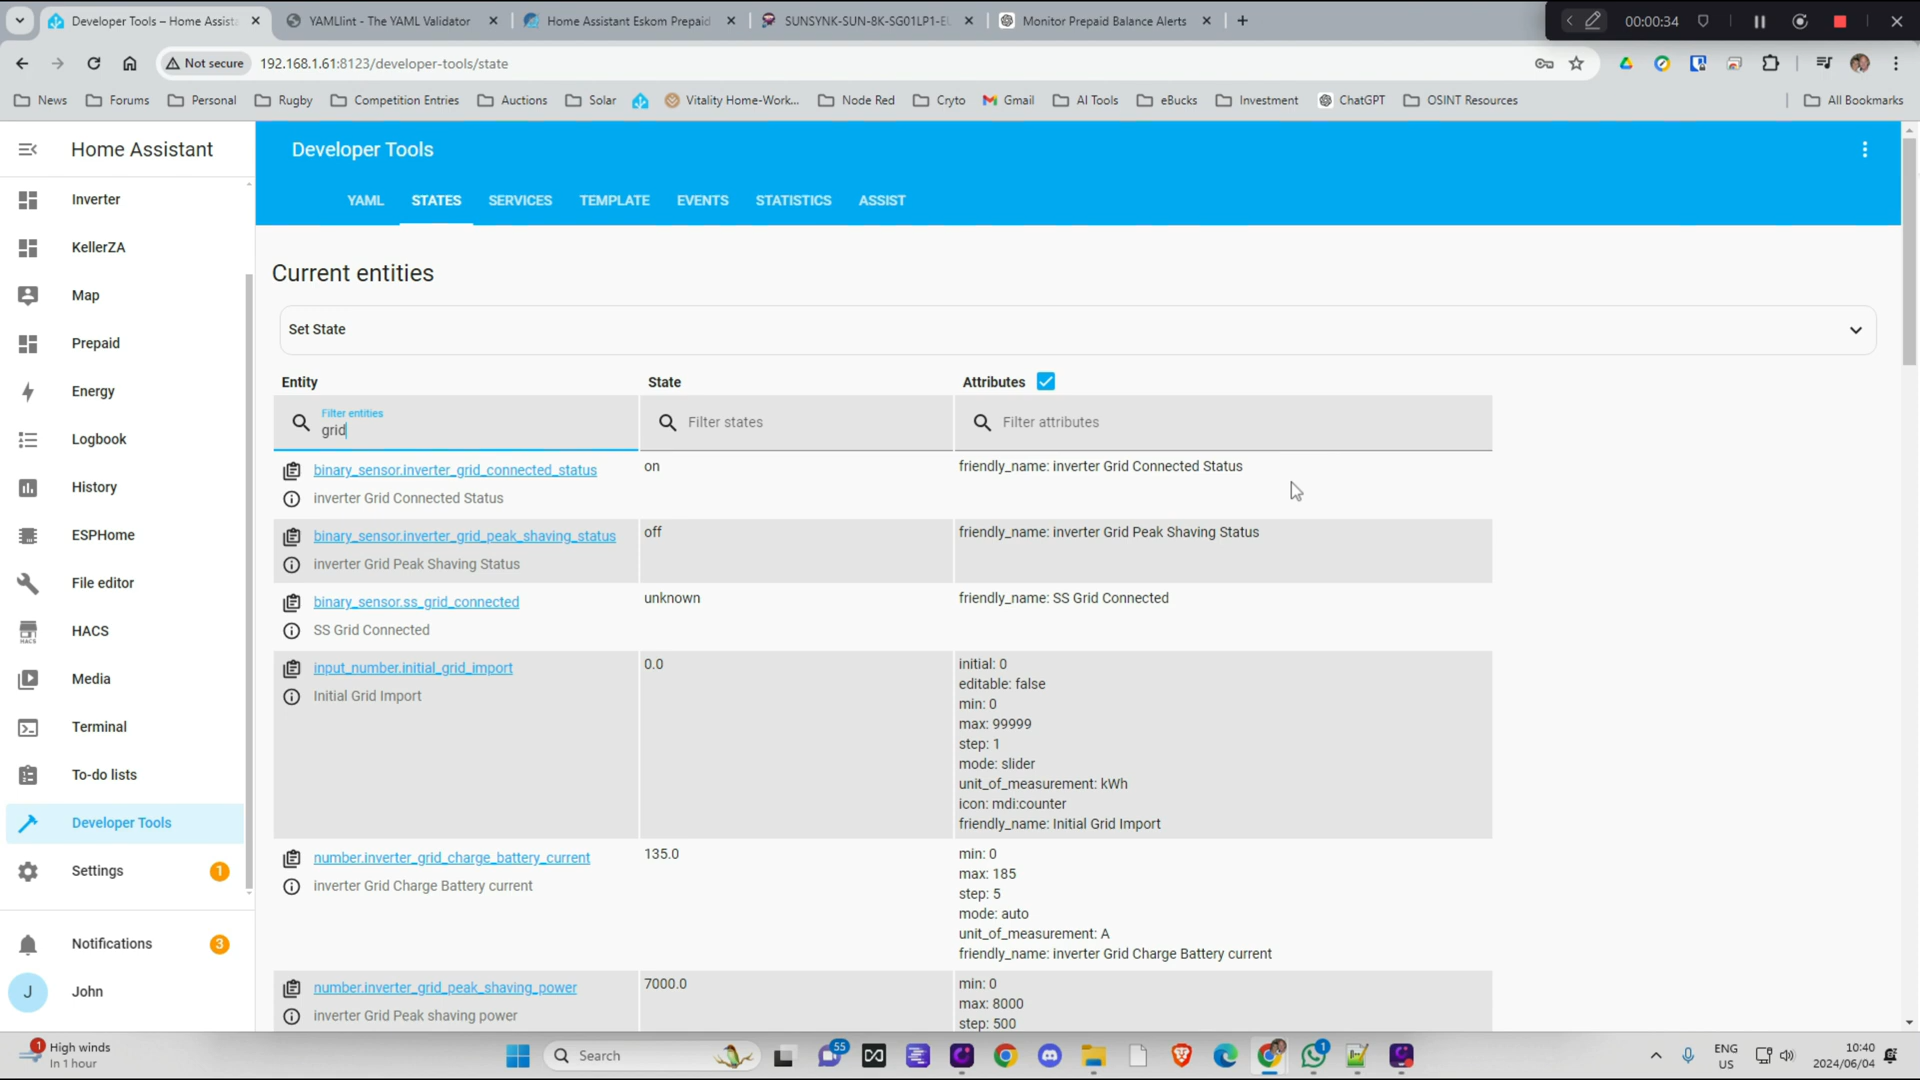 Developer Tools – Home Assist
YAMLlint - The YAML Validator
Home Assistant Eskom Prepaid
SUNSYNK-SUN-8K-SG01LP1-EU
Monitor Prepaid Balance Alerts
00:00:34
Not secure
192.168.1.61:8123/developer-tools/state
News
Forums
Personal
Rugby
Competition Entries
Auctions
Solar
Vitality Home-Work...
Node Red
Cryto
Gmail
AI Tools
eBucks
Investment
ChatGPT
OSINT Resources
All Bookmarks
Home Assistant
Inverter
KellerZA
Map
Prepaid
Energy
Logbook
History
ESPHome
File editor
HACS
HACS
Media
Terminal
To-do lists
Developer Tools
Settings
1
Notifications
3
J
John
Developer Tools
YAML
STATES
SERVICES
TEMPLATE
EVENTS
STATISTICS
ASSIST
Current entities
Set State
Entity
State
Attributes
Filter entities
grid
Filter states
Filter attributes
binary_sensor.inverter_grid_connected_status
inverter Grid Connected Status
on
friendly_name: inverter Grid Connected Status
binary_sensor.inverter_grid_peak_shaving_status
inverter Grid Peak Shaving Status
off
friendly_name: inverter Grid Peak Shaving Status
binary_sensor.ss_grid_connected
SS Grid Connected
unknown
friendly_name: SS Grid Connected
input_number.initial_grid_import
Initial Grid Import
0.0
initial: 0
editable: false
min: 0
max: 99999
step: 1
mode: slider
unit_of_measurement: kWh
icon: mdi:counter
friendly_name: Initial Grid Import
number.inverter_grid_charge_battery_current
inverter Grid Charge Battery current
135.0
min: 0
max: 185
step: 5
mode: auto
unit_of_measurement: A
friendly_name: inverter Grid Charge Battery current
number.inverter_grid_peak_shaving_power
inverter Grid Peak shaving power
7000.0
min: 0
max: 8000
step: 500
1
High winds
In 1 hour
Search
55
1
ENG
US
10:40
2024/06/04